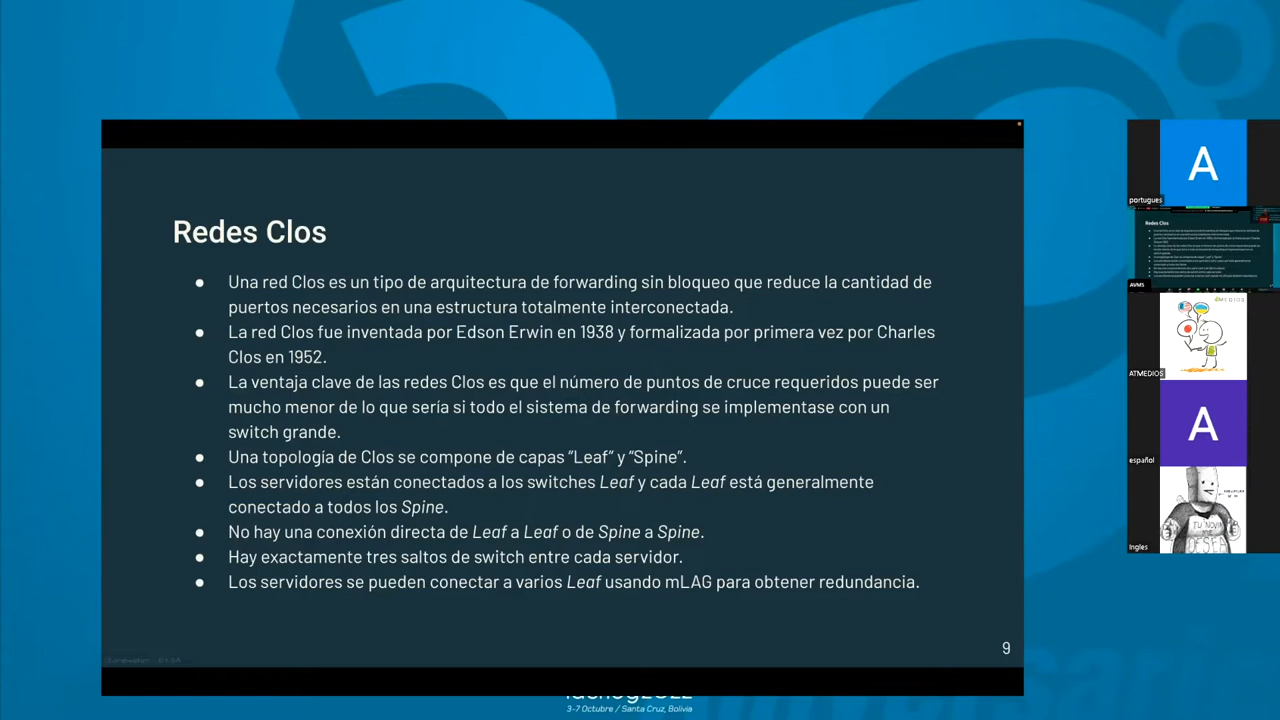 Redes Clos
● Una red Clos es un tipo de arquitectura de forwarding sin bloqueo que reduce la cantidad de
puertos necesarios en una estructura totalmente interconectada.
● La red Clos fue inventada por Edson Erwin en 1938 y formalizada por primera vez por Charles
Clos en 1952.
● La ventaja clave de las redes Clos es que el número de puntos de cruce requeridos puede ser
mucho menor de lo que sería si todo el sistema de forwarding se implementase con un
switch grande.
● Una topología de Clos se compone de capas “Leaf” y “Spine”.
● Los servidores están conectados a los switches Leaf y cada Leaf está generalmente
conectado a todos los Spine.
● No hay una conexión directa de Leaf a Leaf o de Spine a Spine.
● Hay exactamente tres saltos de switch entre cada servidor.
● Los servidores se pueden conectar a varios Leaf usando mLAG para obtener redundancia.
9
3-7 Octubre / Santa Cruz, Bolivia
A
portugues
Redes Clos
AVMS
ATMEDIOS
A
español
TU NOVIA
DESEA
Ingles